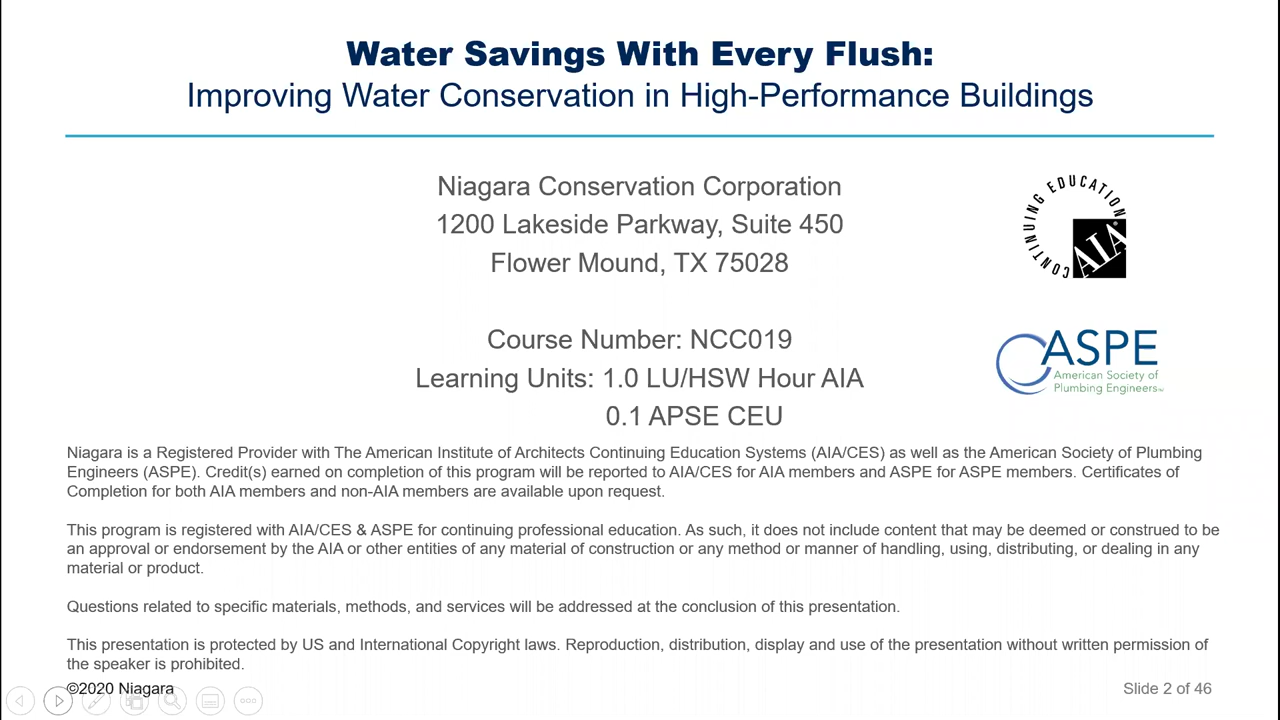 Water Savings With Every Flush:
Improving Water Conservation in High-Performance Buildings
Niagara Conservation Corporation
1200 Lakeside Parkway, Suite 450
Flower Mound, TX 75028
CONTINUING EDUCATION
AIA
Course Number: NCC019
Learning Units: 1.0 LU/HSW Hour AIA
0.1 APSE CEU
ASPE
American Society of
Plumbing Engineers
Niagara is a Registered Provider with The American Institute of Architects Continuing Education Systems (AIA/CES) as well as the American Society of Plumbing
Engineers (ASPE). Credit(s) earned on completion of this program will be reported to AIA/CES for AIA members and ASPE for ASPE members. Certificates of
Completion for both AIA members and non-AIA members are available upon request.
This program is registered with AIA/CES & ASPE for continuing professional education. As such, it does not include content that may be deemed or construed to be
an approval or endorsement by the AIA or other entities of any material of construction or any method or manner of handling, using, distributing, or dealing in any
material or product.
Questions related to specific materials, methods, and services will be addressed at the conclusion of this presentation.
This presentation is protected by US and International Copyright laws. Reproduction, distribution, display and use of the presentation without written permission of
the speaker is prohibited.
©2020 Niagara
Slide 2 of 46